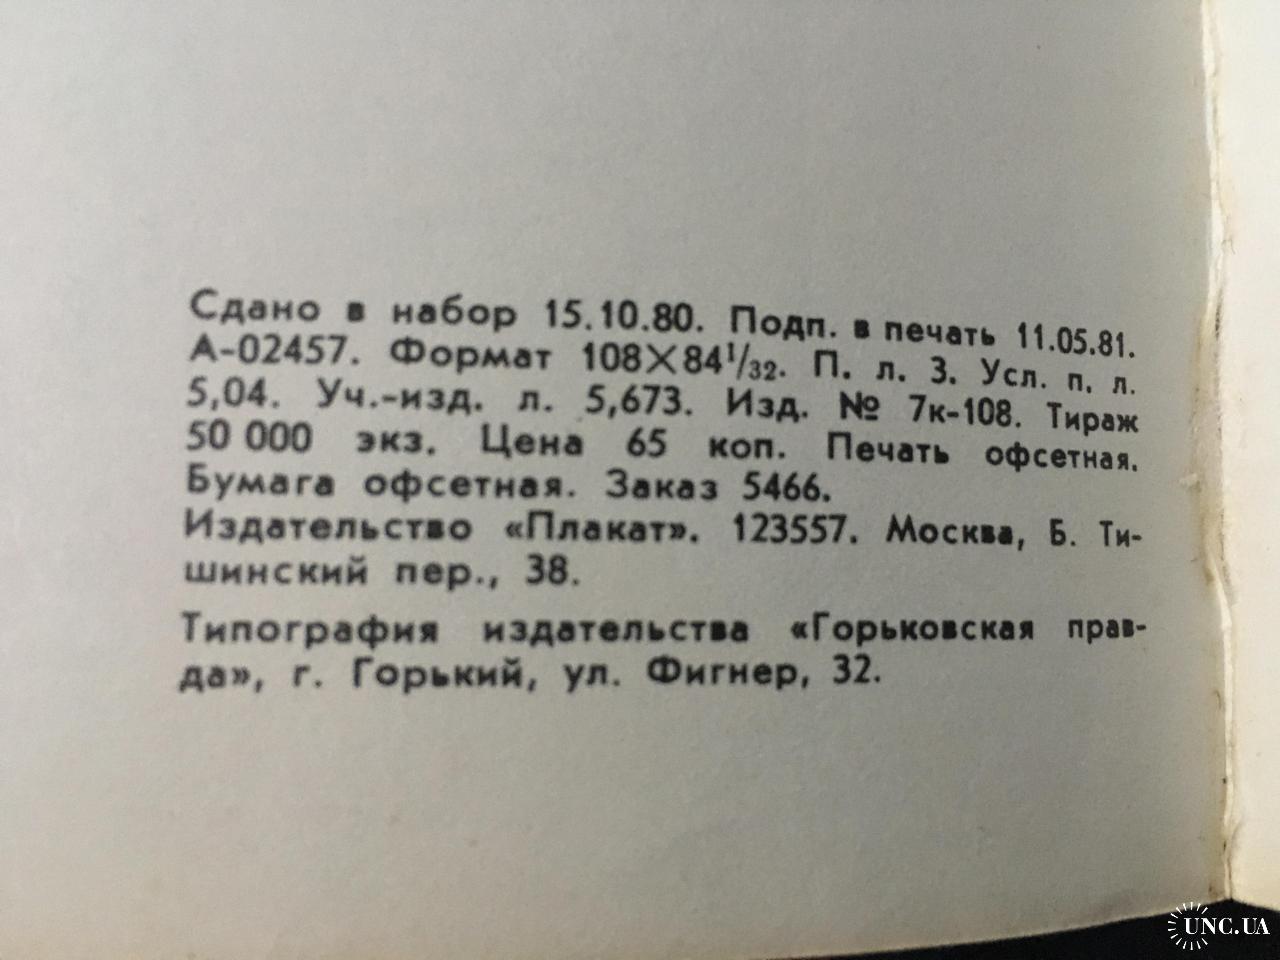 Сдано в набор 15.10.80. Подп. в печать 11.05.81.
А-02457. Формат 108×84 1/32. П. л. 3. Усл. п. л.
5,04. Уч.-изд. л. 5,673. Изд. № 7к-108. Тираж
50 000 экз. Цена 65 коп. Печать офсетная.
Бумага офсетная. Заказ 5466.
Издательство «Плакат». 123557. Москва, Б. Ти-
шинский пер., 38.
Типография издательства «Горьковская прав-
да», г. Горький, ул. Фигнер, 32.
UNC.UA